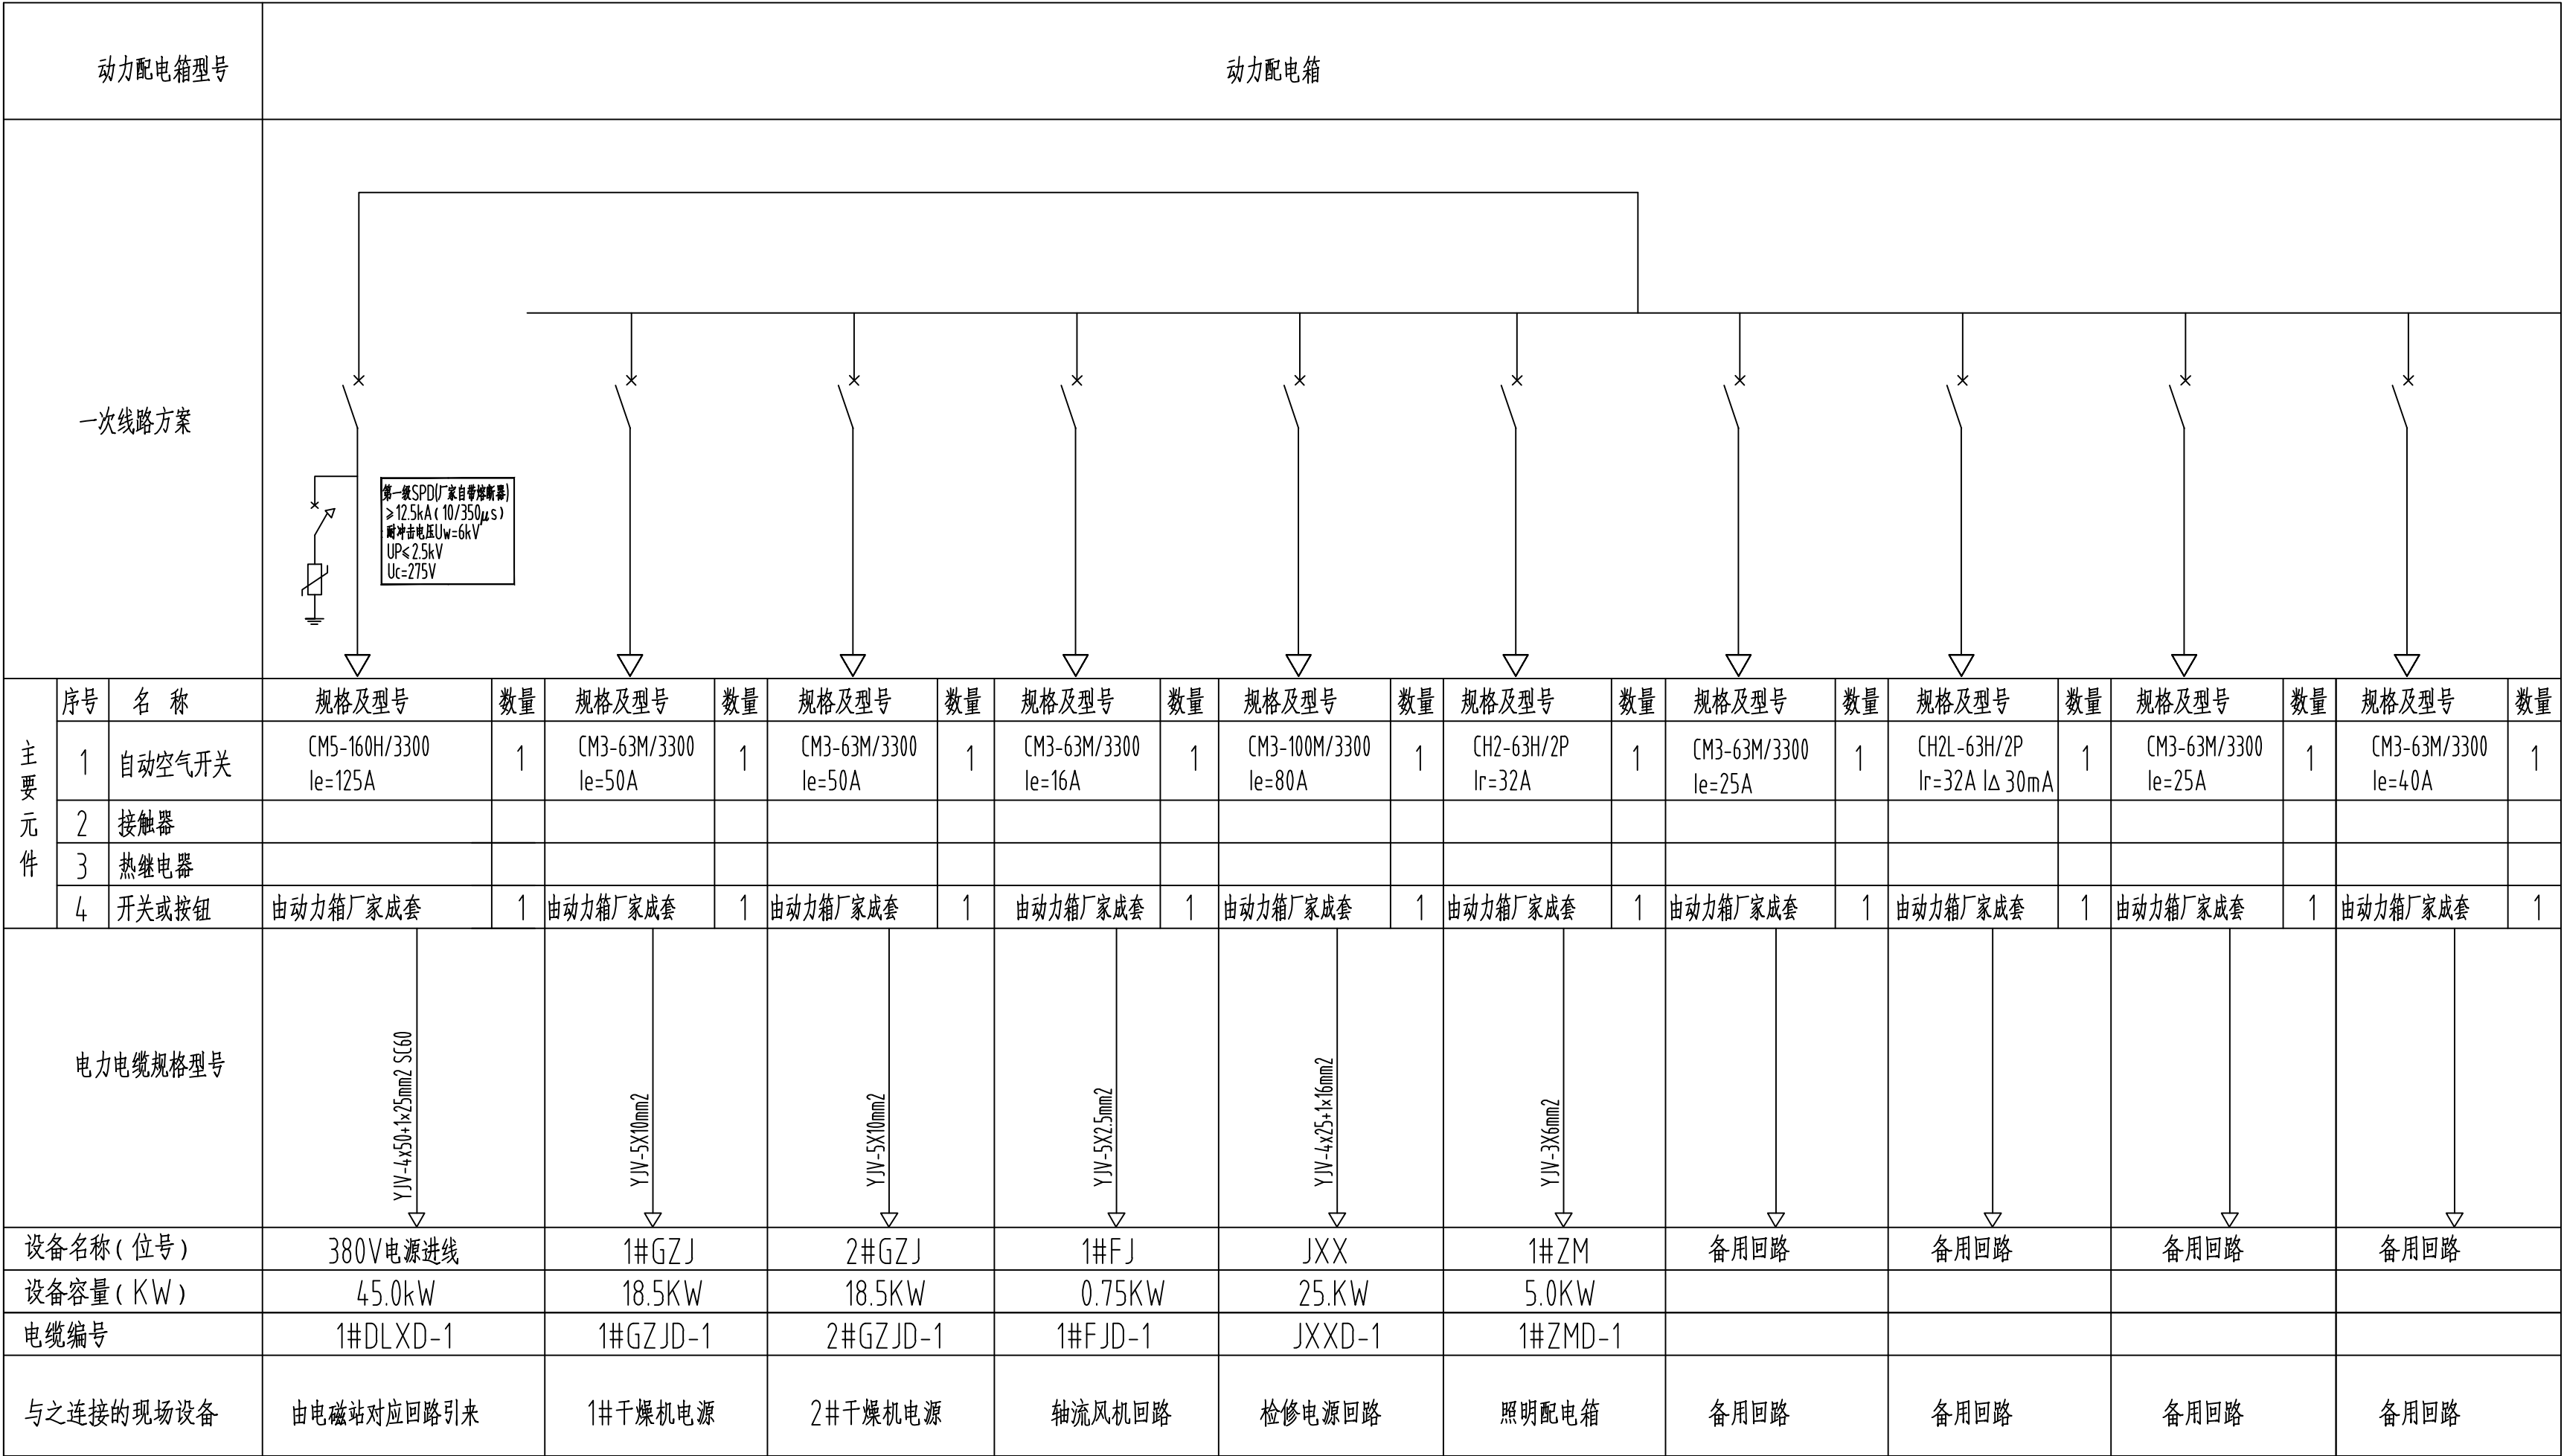 动力配电箱型号
动力配电箱
一次线路方案
第一级SPD(厂家自带熔断器)
≥12.5kA(10/350μs)
耐冲击电压Uw=6kV
UP≤2.5kV
Uc=275V
主要元件
序号 名 称 规格及型号 数量 规格及型号 数量 规格及型号 数量 规格及型号 数量 规格及型号 数量 规格及型号 数量 规格及型号 数量 规格及型号 数量 规格及型号 数量 规格及型号 数量
CM5-160H/3300 CM3-63M/3300 CM3-63M/3300 CM3-63M/3300 CM3-100M/3300 CH2-63H/2P CM3-63M/3300 CH2L-63H/2P CM3-63M/3300 CM3-63M/3300
1 自动空气开关 1 1 1 1 1 1 1 1 1 1
Ie=125A Ie=50A Ie=50A Ie=16A Ie=80A Ir=32A Ie=25A Ir=32A I△ 30mA Ie=25A Ie=40A
2 接触器
3 热继电器
4 开关或按钮 由动力箱厂家成套 1 由动力箱厂家成套 1 由动力箱厂家成套 1 由动力箱厂家成套 1 由动力箱厂家成套 1 由动力箱厂家成套 1 由动力箱厂家成套 1 由动力箱厂家成套 1 由动力箱厂家成套 1 由动力箱厂家成套 1
电力电缆规格型号
YJV-4x50+1x25mm2 SC60
YJV-5X10mm2
YJV-5X10mm2
YJV-5X2.5mm2
YJV-4x25+1x16mm2
YJV-3X6mm2
设备名称(位号) 380V电源进线 1#GZJ 2#GZJ 1#FJ JXX 1#ZM 备用回路 备用回路 备用回路 备用回路
设备容量(KW) 45.0kW 18.5KW 18.5KW 0.75KW 25.KW 5.0KW
电缆编号 1#DLXD-1 1#GZJD-1 2#GZJD-1 1#FJD-1 JXXD-1 1#ZMD-1
与之连接的现场设备 由电磁站对应回路引来 1#干燥机电源 2#干燥机电源 轴流风机回路 检修电源回路 照明配电箱 备用回路 备用回路 备用回路 备用回路